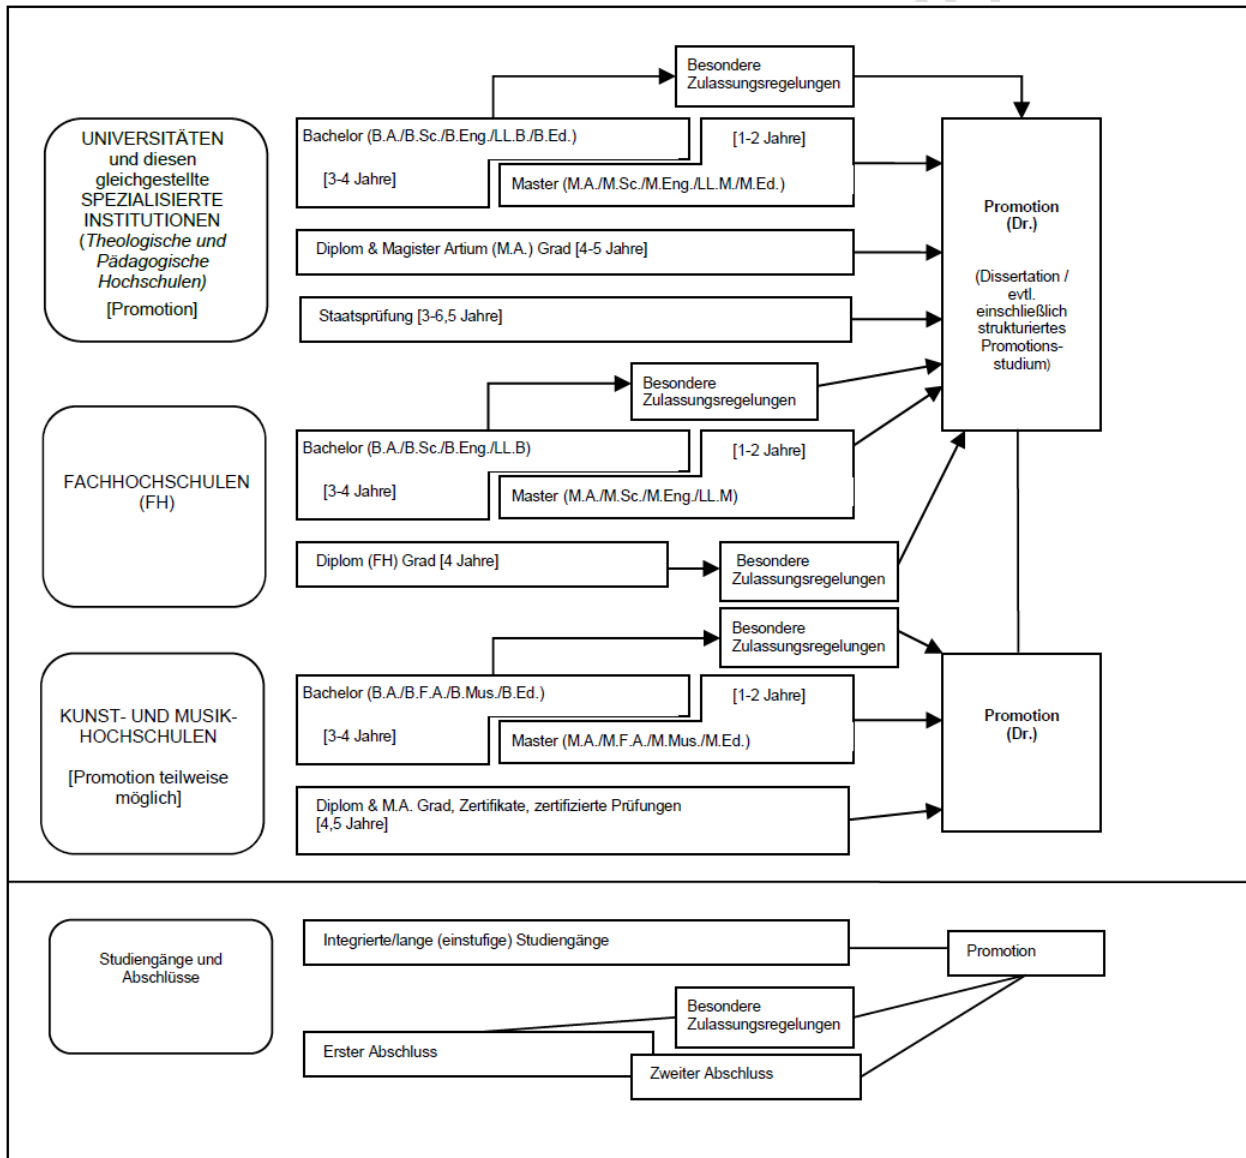 Besondere
Zulassungsregelungen
UNIVERSITÄTEN
und diesen
gleichgestellte
SPEZIALISIERTE
INSTITUTIONEN
(Theologische und
Pädagogische
Hochschulen)
[Promotion]
Bachelor (B.A./B.Sc./B.Eng./LL.B./B.Ed.)
[3-4 Jahre]
[1-2 Jahre]
Master (M.A./M.Sc./M.Eng./LL.M./M.Ed.)
Diplom & Magister Artium (M.A.) Grad [4-5 Jahre]
Staatsprüfung [3-6,5 Jahre]
Promotion
(Dr.)
(Dissertation /
evtl.
einschließlich
strukturiertes
Promotions-
studium)
FACHHOCHSCHULEN
(FH)
Besondere
Zulassungsregelungen
Bachelor (B.A./B.Sc./B.Eng./LL.B)
[3-4 Jahre]
[1-2 Jahre]
Master (M.A./M.Sc./M.Eng./LL.M)
Diplom (FH) Grad [4 Jahre]
Besondere
Zulassungsregelungen
Besondere
Zulassungsregelungen
KUNST- UND MUSIK-
HOCHSCHULEN
[Promotion teilweise
möglich]
Bachelor (B.A./B.F.A./B.Mus./B.Ed.)
[3-4 Jahre]
[1-2 Jahre]
Master (M.A./M.F.A./M.Mus./M.Ed.)
Diplom & M.A. Grad, Zertifikate, zertifizierte Prüfungen
[4,5 Jahre]
Promotion
(Dr.)
Studiengänge und
Abschlüsse
Integrierte/lange (einstufige) Studiengänge
Promotion
Besondere
Zulassungsregelungen
Erster Abschluss
Zweiter Abschluss